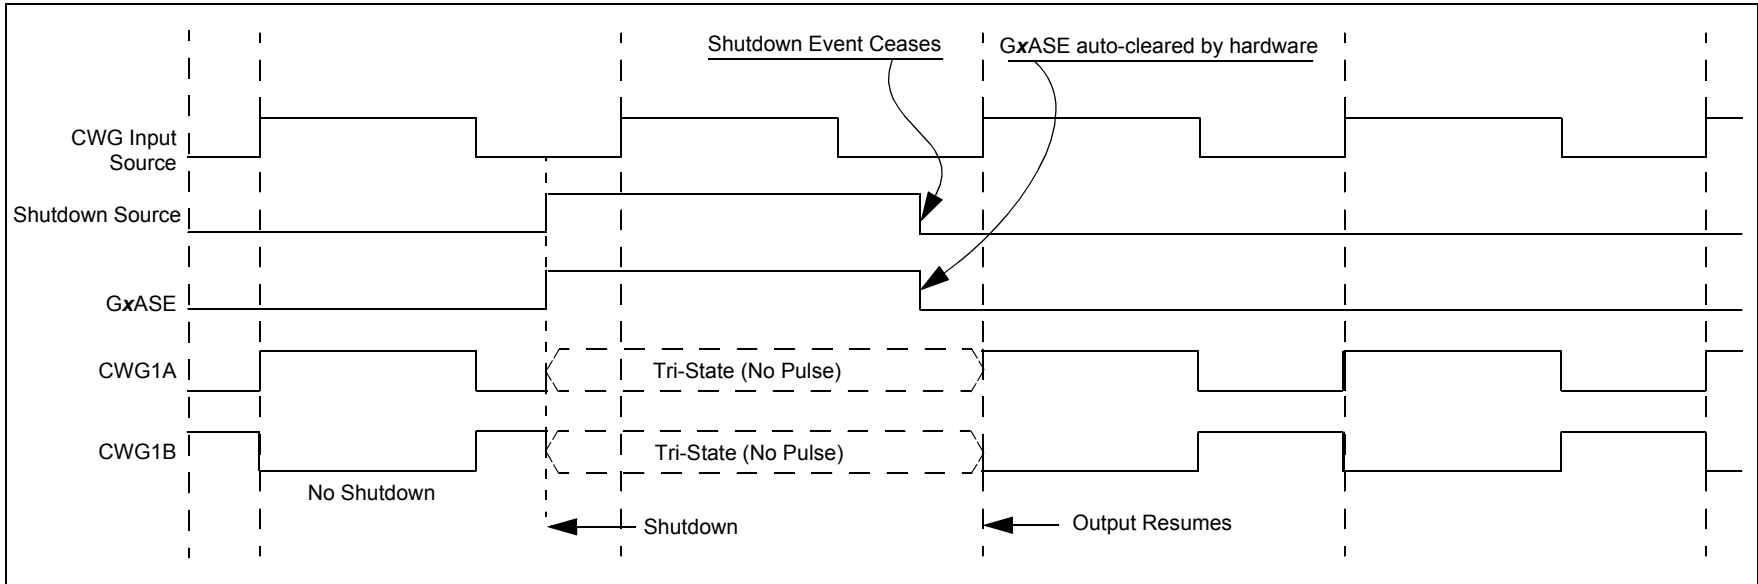 Shutdown Event Ceases
GxASE auto-cleared by hardware
CWG Input
Source
Shutdown Source
GxASE
CWG1A
Tri-State (No Pulse)
CWG1B
Tri-State (No Pulse)
No Shutdown
Shutdown
Output Resumes